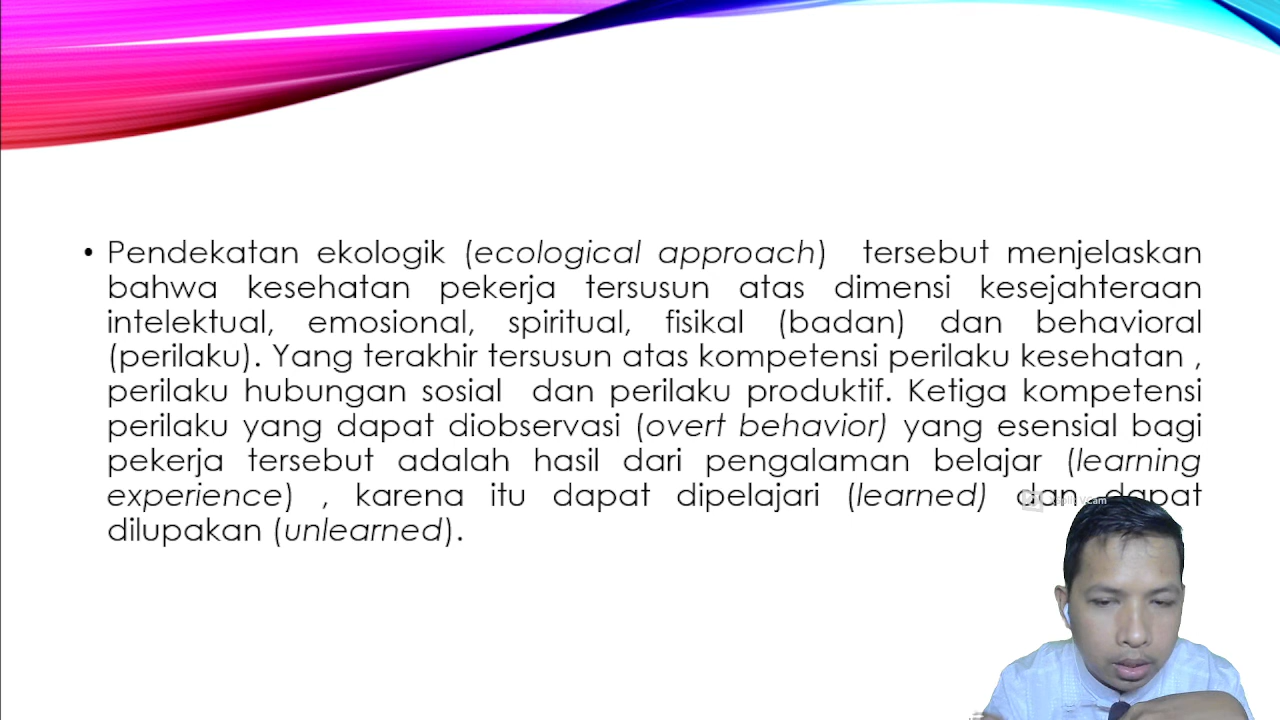 • Pendekatan ekologik (ecological approach) tersebut menjelaskan
bahwa kesehatan pekerja tersusun atas dimensi kesejahteraan
intelektual, emosional, spiritual, fisikal (badan) dan behavioral
(perilaku). Yang terakhir tersusun atas kompetensi perilaku kesehatan ,
perilaku hubungan sosial dan perilaku produktif. Ketiga kompetensi
perilaku yang dapat diobservasi (overt behavior) yang esensial bagi
pekerja tersebut adalah hasil dari pengalaman belajar (learning
experience) , karena itu dapat dipelajari (learned) dan dapat
dilupakan (unlearned).